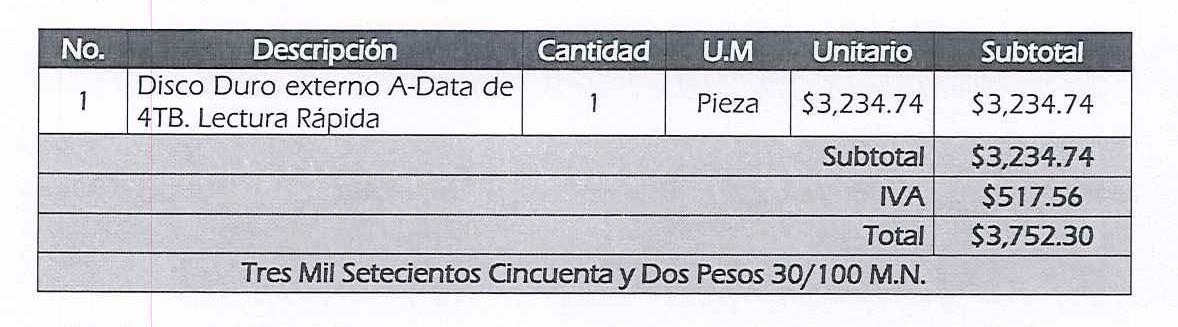 No. Descripción Cantidad U.M Unitario Subtotal
1 Disco Duro externo A-Data de 4TB. Lectura Rápida 1 Pieza $3,234.74 $3,234.74
Subtotal $3,234.74
IVA $517.56
Total $3,752.30
Tres Mil Setecientos Cincuenta y Dos Pesos 30/100 M.N.